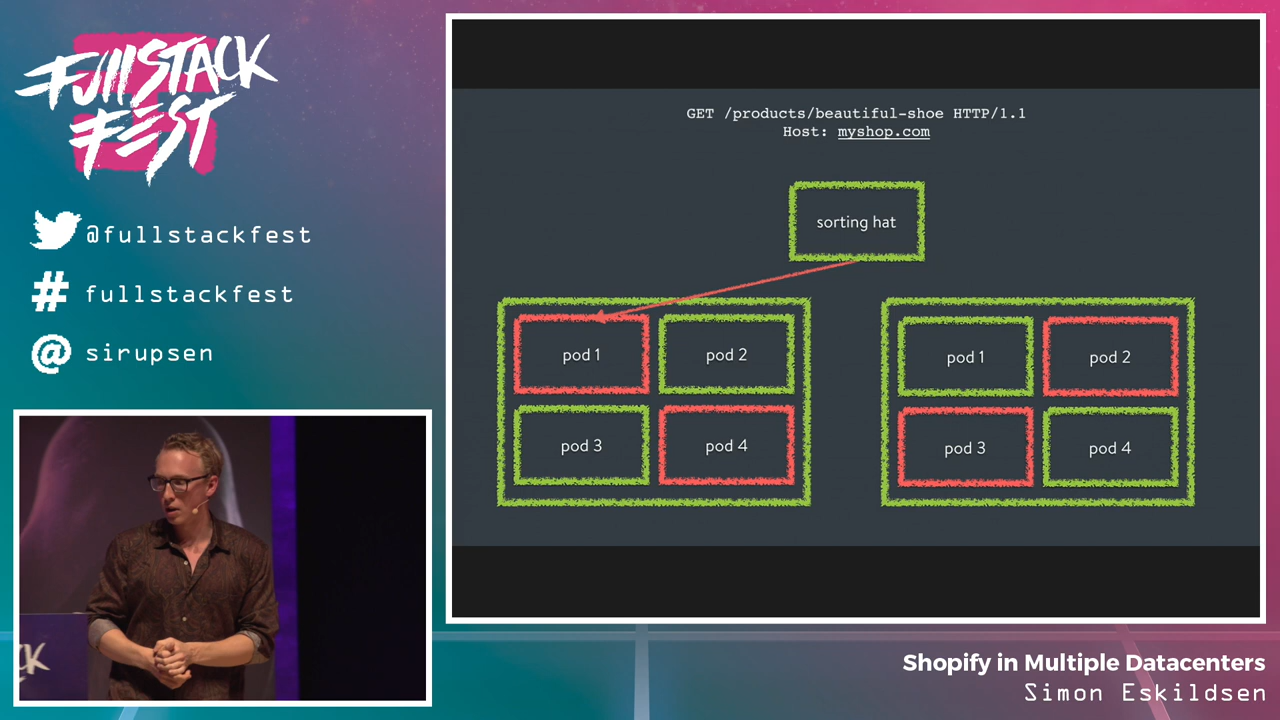 FullSTACK
FEST
@fullstackfest
# fullstackfest
@ sirupsen
GET /products/beautiful-shoe HTTP/1.1
Host: myshop.com
sorting hat
pod 1
pod 2
pod 3
pod 4
pod 1
pod 2
pod 3
pod 4
Shopify in Multiple Datacenters
Simon Eskildsen